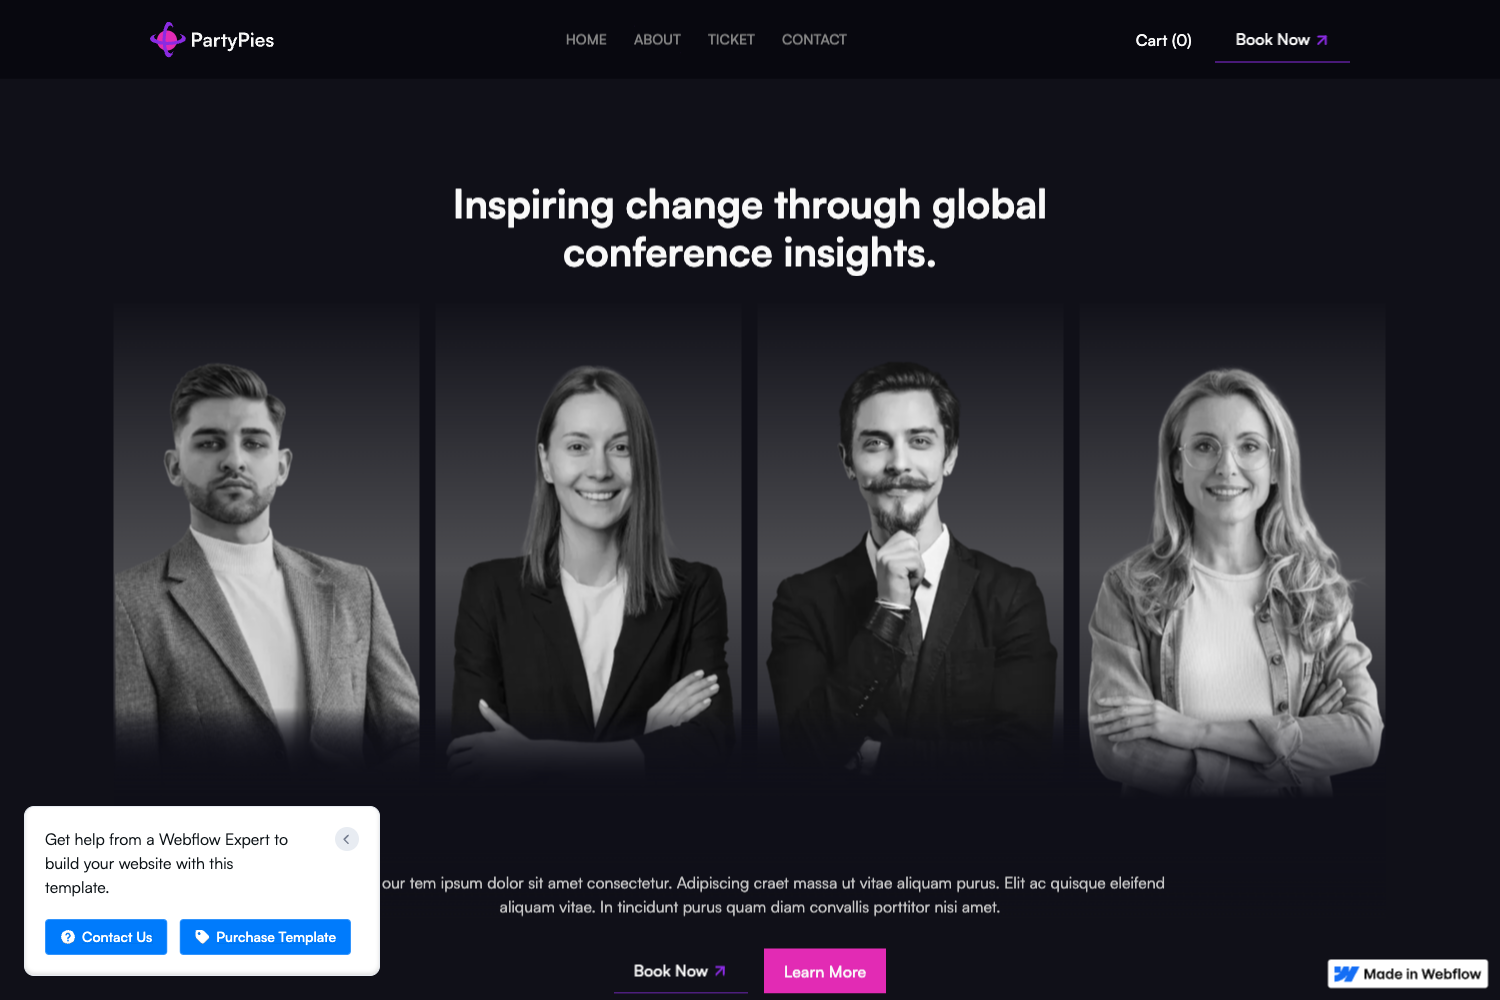 PartyPies
HOME ABOUT TICKET CONTACT
Cart (0)
Book Now
Inspiring change through global
conference insights.
our tem ipsum dolor sit amet consectetur. Adipiscing craet massa ut vitae aliquam purus. Elit ac quisque eleifend
aliquam vitae. In tincidunt purus quam diam convallis porttitor nisi amet.
Book Now
Learn More
Get help from a Webflow Expert to
build your website with this
template.
Contact Us
Purchase Template
Made in Webflow